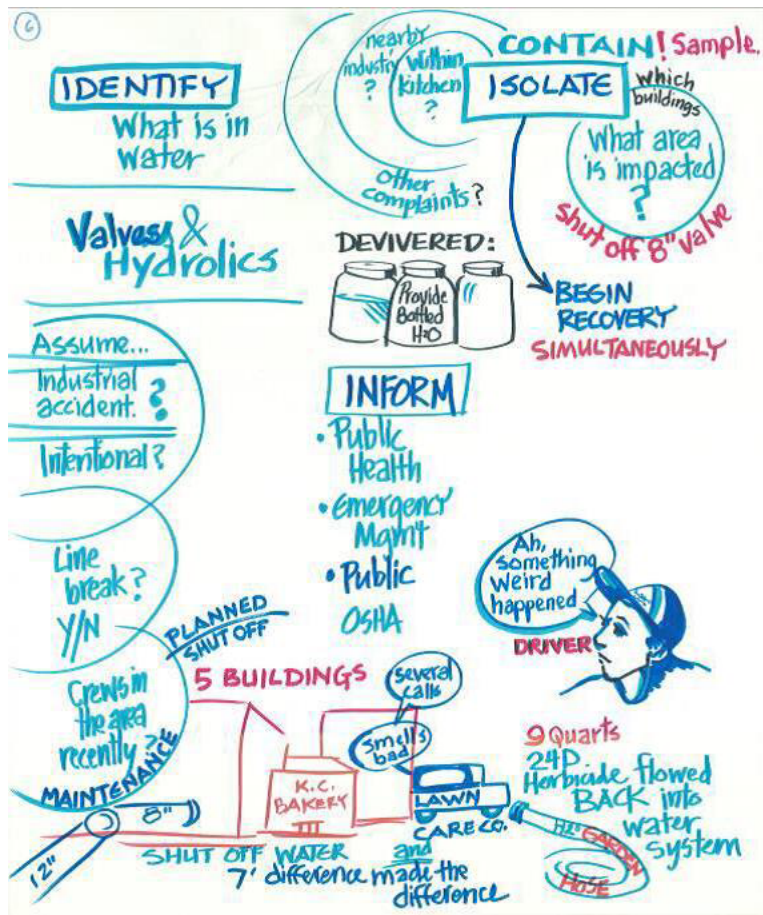 6
IDENTIFY
What is in
water
Valvess &
Hydrolics
Assume...
Industrial
accident. ?
Intentional?
Line
break?
Y/N
Crews in
the area
recently?
MAINTENANCE
nearby
industry
?
Within
kitchen
?
other
complaints?
CONTAIN! Sample.
ISOLATE
which
buildings
What area
is impacted
?
Shut off 8" valve
BEGIN
RECOVERY
SIMULTANEOUSLY
DEVIVERED:
Provide
Bottled
H2O
INFORM
• Public
Health
• Emergency
Mgm't
• Public
OSHA
Ah,
something
Weird
happened
DRIVER
PLANNED
SHUT OFF
5 BUILDINGS
several
calls
smells
bad
K.C.
BAKERY
LAWN
CARE CO.
9 Quarts
24D
Herbicide flowed
BACK into
water
system
GARDEN
HOSE
12"
8"
SHUT OFF WATER and
7' difference made the
difference